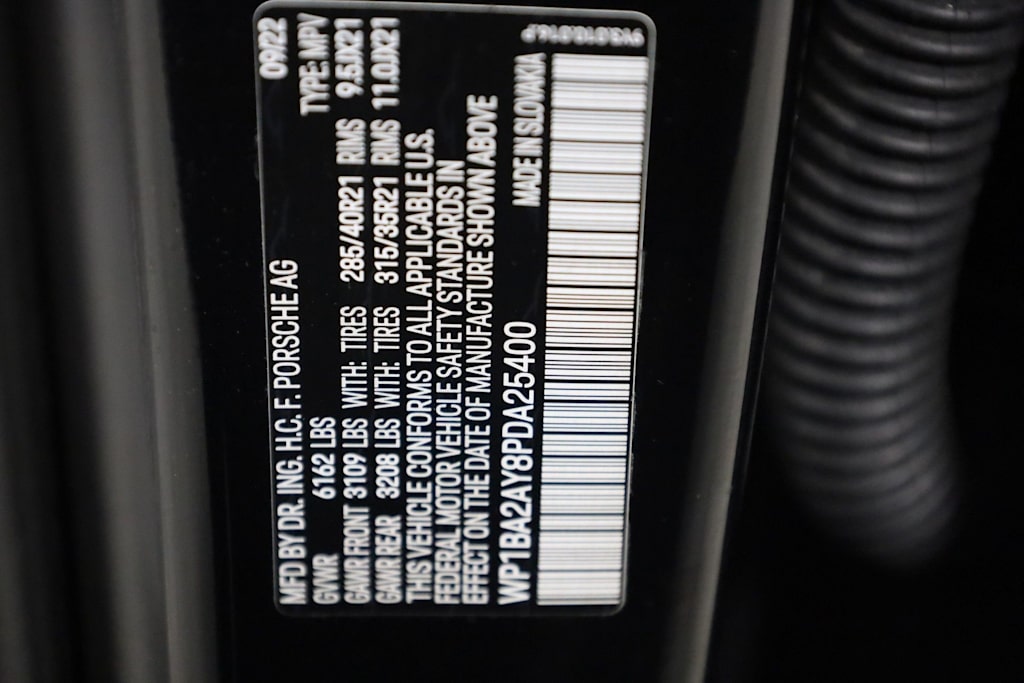 MFD BY DR. ING. H.C. F. PORSCHE AG 09/22
GVWR 6162 LBS TYPE: MPV
GAWR FRONT 3109 LBS WITH: TIRES 285/40R21 RIMS 9.5JX21
GAWR REAR 3208 LBS WITH: TIRES 315/35R21 RIMS 11.0JX21
THIS VEHICLE CONFORMS TO ALL APPLICABLE U.S.
FEDERAL MOTOR VEHICLE SAFETY STANDARDS IN
EFFECT ON THE DATE OF MANUFACTURE SHOWN ABOVE
WP1BA2AY8PDA25400 MADE IN SLOVAKIA